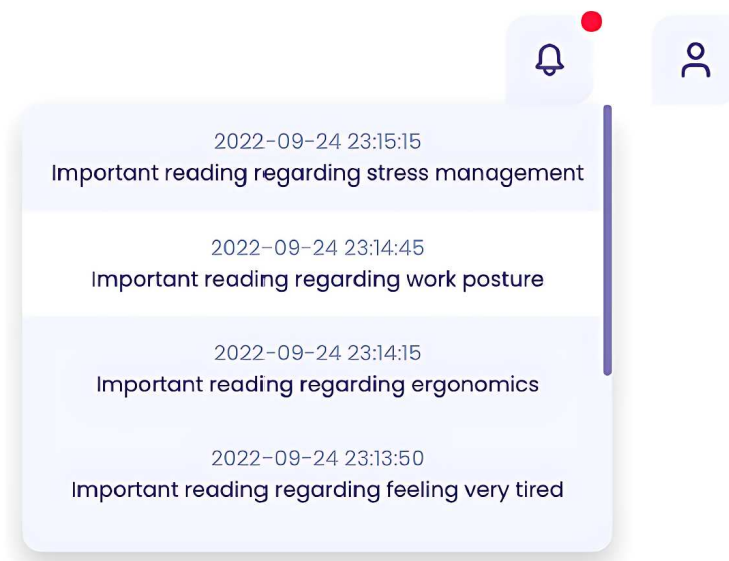 2022-09-24 23:15:15
Important reading regarding stress management
2022-09-24 23:14:45
Important reading regarding work posture
2022-09-24 23:14:15
Important reading regarding ergonomics
2022-09-24 23:13:50
Important reading regarding feeling very tired